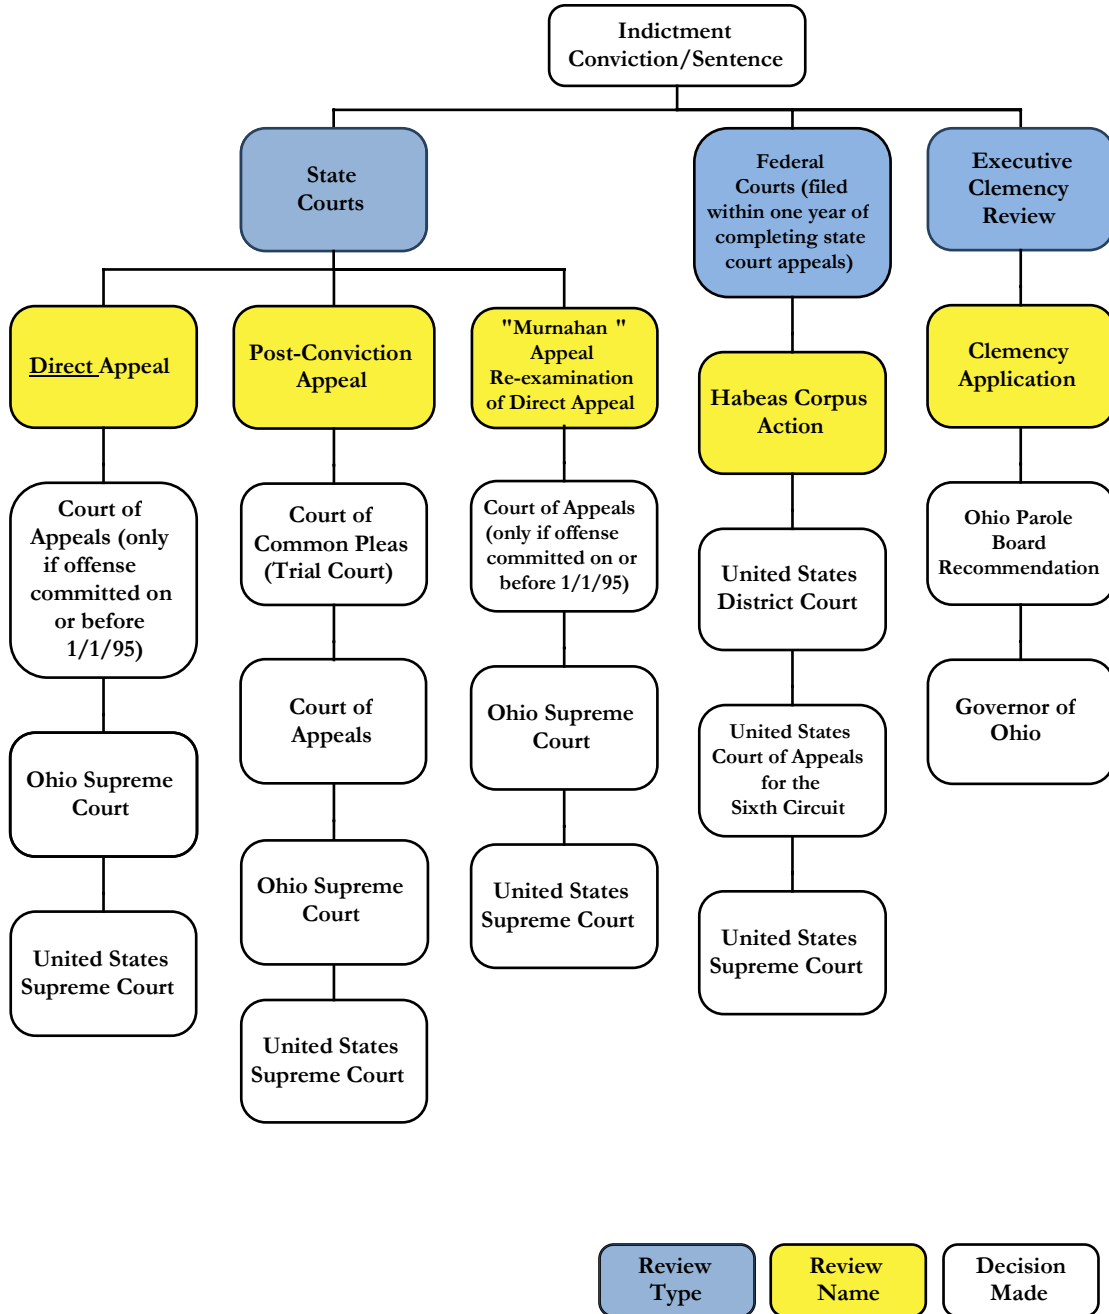 Indictment
Conviction/Sentence
State
Courts
Federal
Courts (filed
within one year of
completing state
court appeals)
Executive
Clemency
Review
Direct Appeal
Post-Conviction
Appeal
"Murnahan "
Appeal
Re-examination
of Direct Appeal
Habeas Corpus
Action
Clemency
Application
Court of
Appeals (only
if offense
committed on
or before
1/1/95)
Court of
Common Pleas
(Trial Court)
Court of Appeals
(only if offense
committed on or
before 1/1/95)
United States
District Court
Ohio Parole
Board
Recommendation
Ohio Supreme
Court
Court of
Appeals
Ohio Supreme
Court
United States
Court of Appeals
for the
Sixth Circuit
Governor of
Ohio
United States
Supreme Court
Ohio Supreme
Court
United States
Supreme Court
United States
Supreme Court
United States
Supreme Court
Review
Type
Review
Name
Decision
Made